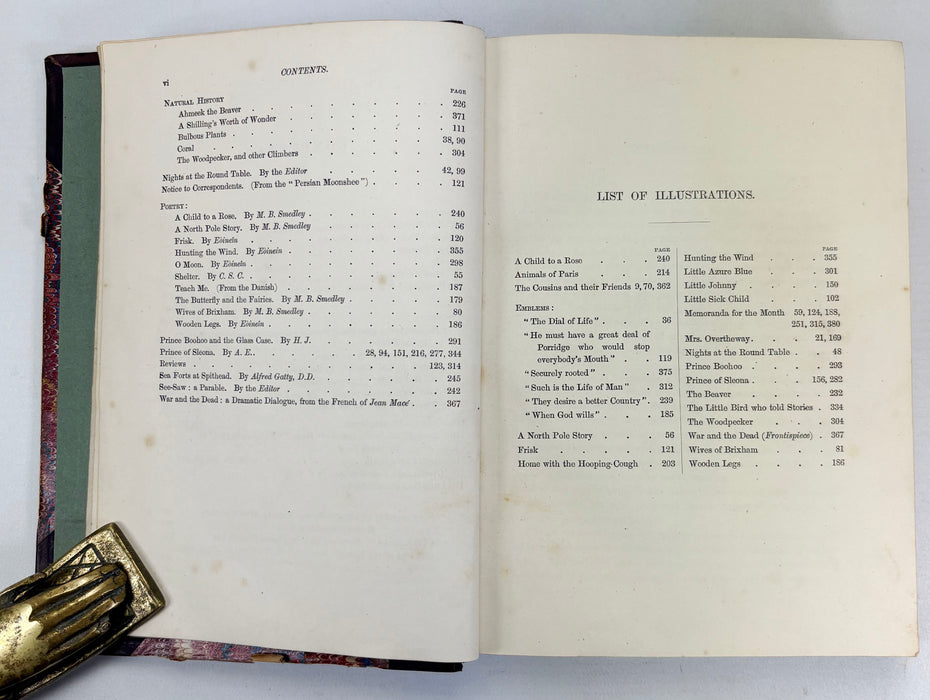 vi
CONTENTS.
PAGE
NATURAL HISTORY
Ahmeek the Beaver . . . . . . . . . 226
A Shilling's Worth of Wonder . . . . . . . 371
Bulbous Plants . . . . . . . . . 111
Coral . . . . . . . . . . 38, 90
The Woodpecker, and other Climbers . . . . . . 304
Nights at the Round Table. By the Editor . . . . . 42, 99
Notice to Correspondents. (From the "Persian Moonshee") . . . . 121
POETRY:
A Child to a Rose. By M. B. Smedley . . . . . . 240
A North Pole Story. By M. B. Smedley . . . . . . 56
Frisk. By Eöinein . . . . . . . . 120
Hunting the Wind. By Eöinein . . . . . . . 355
O Moon. By Eöinein . . . . . . . . 298
Shelter. By C. S. C. . . . . . . . . 55
Teach Me. (From the Danish) . . . . . . . 187
The Butterfly and the Fairies. By M. B. Smedley . . . . 179
Wives of Brixham. By M. B. Smedley . . . . . . 80
Wooden Legs. By Eöinein . . . . . . . 186
Prince Boohoo and the Glass Case. By H. J. . . . . . 291
Prince of Sleona. By A. E. . . . . 28, 94, 151, 216, 277, 344
Reviews . . . . . . . . . 123, 314
Sea Forts at Spithead. By Alfred Gatty, D.D. . . . . . 245
See-Saw: a Parable. By the Editor . . . . . . 242
War and the Dead: a Dramatic Dialogue, from the French of Jean Macé . . 367
LIST OF ILLUSTRATIONS.
PAGE
A Child to a Rose . . . . 240
Animals of Paris . . . . 214
The Cousins and their Friends 9, 70, 362
EMBLEMS:
"The Dial of Life" . . . 36
"He must have a great deal of
Porridge who would stop
everybody's Mouth" . . . 119
"Securely rooted" . . . 375
"Such is the Life of Man" . . 312
"They desire a better Country" . 239
"When God wills" . . . 185
A North Pole Story . . . 56
Frisk . . . . . 121
Home with the Hooping-Cough . 203
PAGE
Hunting the Wind . . . 355
Little Azure Blue . . . 301
Little Johnny . . . . 150
Little Sick Child . . . 102
Memoranda for the Month 59, 124, 188,
251, 315, 380
Mrs. Overtheway . . . 21, 169
Nights at the Round Table . . 48
Prince Boohoo . . . . 293
Prince of Sleona . . . 156, 282
The Beaver . . . . 232
The Little Bird who told Stories . 334
The Woodpecker . . . 304
War and the Dead (Frontispiece) . 367
Wives of Brixham . . . 81
Wooden Legs . . . . 186